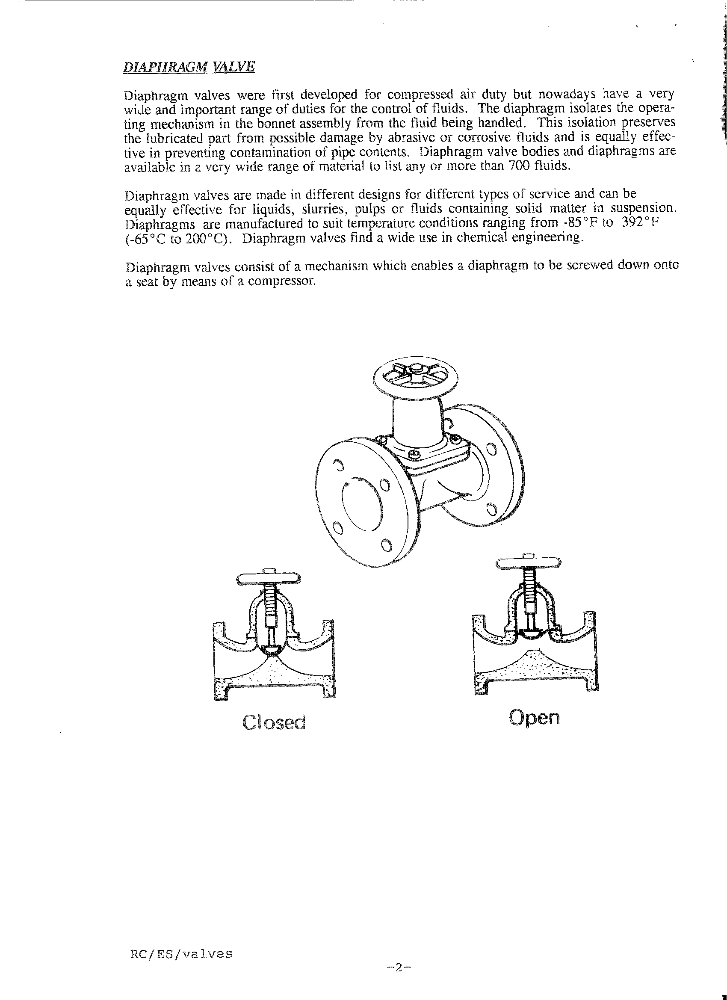 DIAPHRAGM VALVE
Diaphragm valves were first developed for compressed air duty but nowadays have a very
wide and important range of duties for the control of fluids. The diaphragm isolates the opera-
ting mechanism in the bonnet assembly from the fluid being handled. This isolation preserves
the lubricated part from possible damage by abrasive or corrosive fluids and is equally effec-
tive in preventing contamination of pipe contents. Diaphragm valve bodies and diaphragms are
available in a very wide range of material to list any or more than 700 fluids.
Diaphragm valves are made in different designs for different types of service and can be
equally effective for liquids, slurries, pulps or fluids containing solid matter in suspension.
Diaphragms are manufactured to suit temperature conditions ranging from -85°F to 392°F
(-65°C to 200°C). Diaphragm valves find a wide use in chemical engineering.
Diaphragm valves consist of a mechanism which enables a diaphragm to be screwed down onto
a seat by means of a compressor.
Closed
Open
RC/ES/valves
-2-